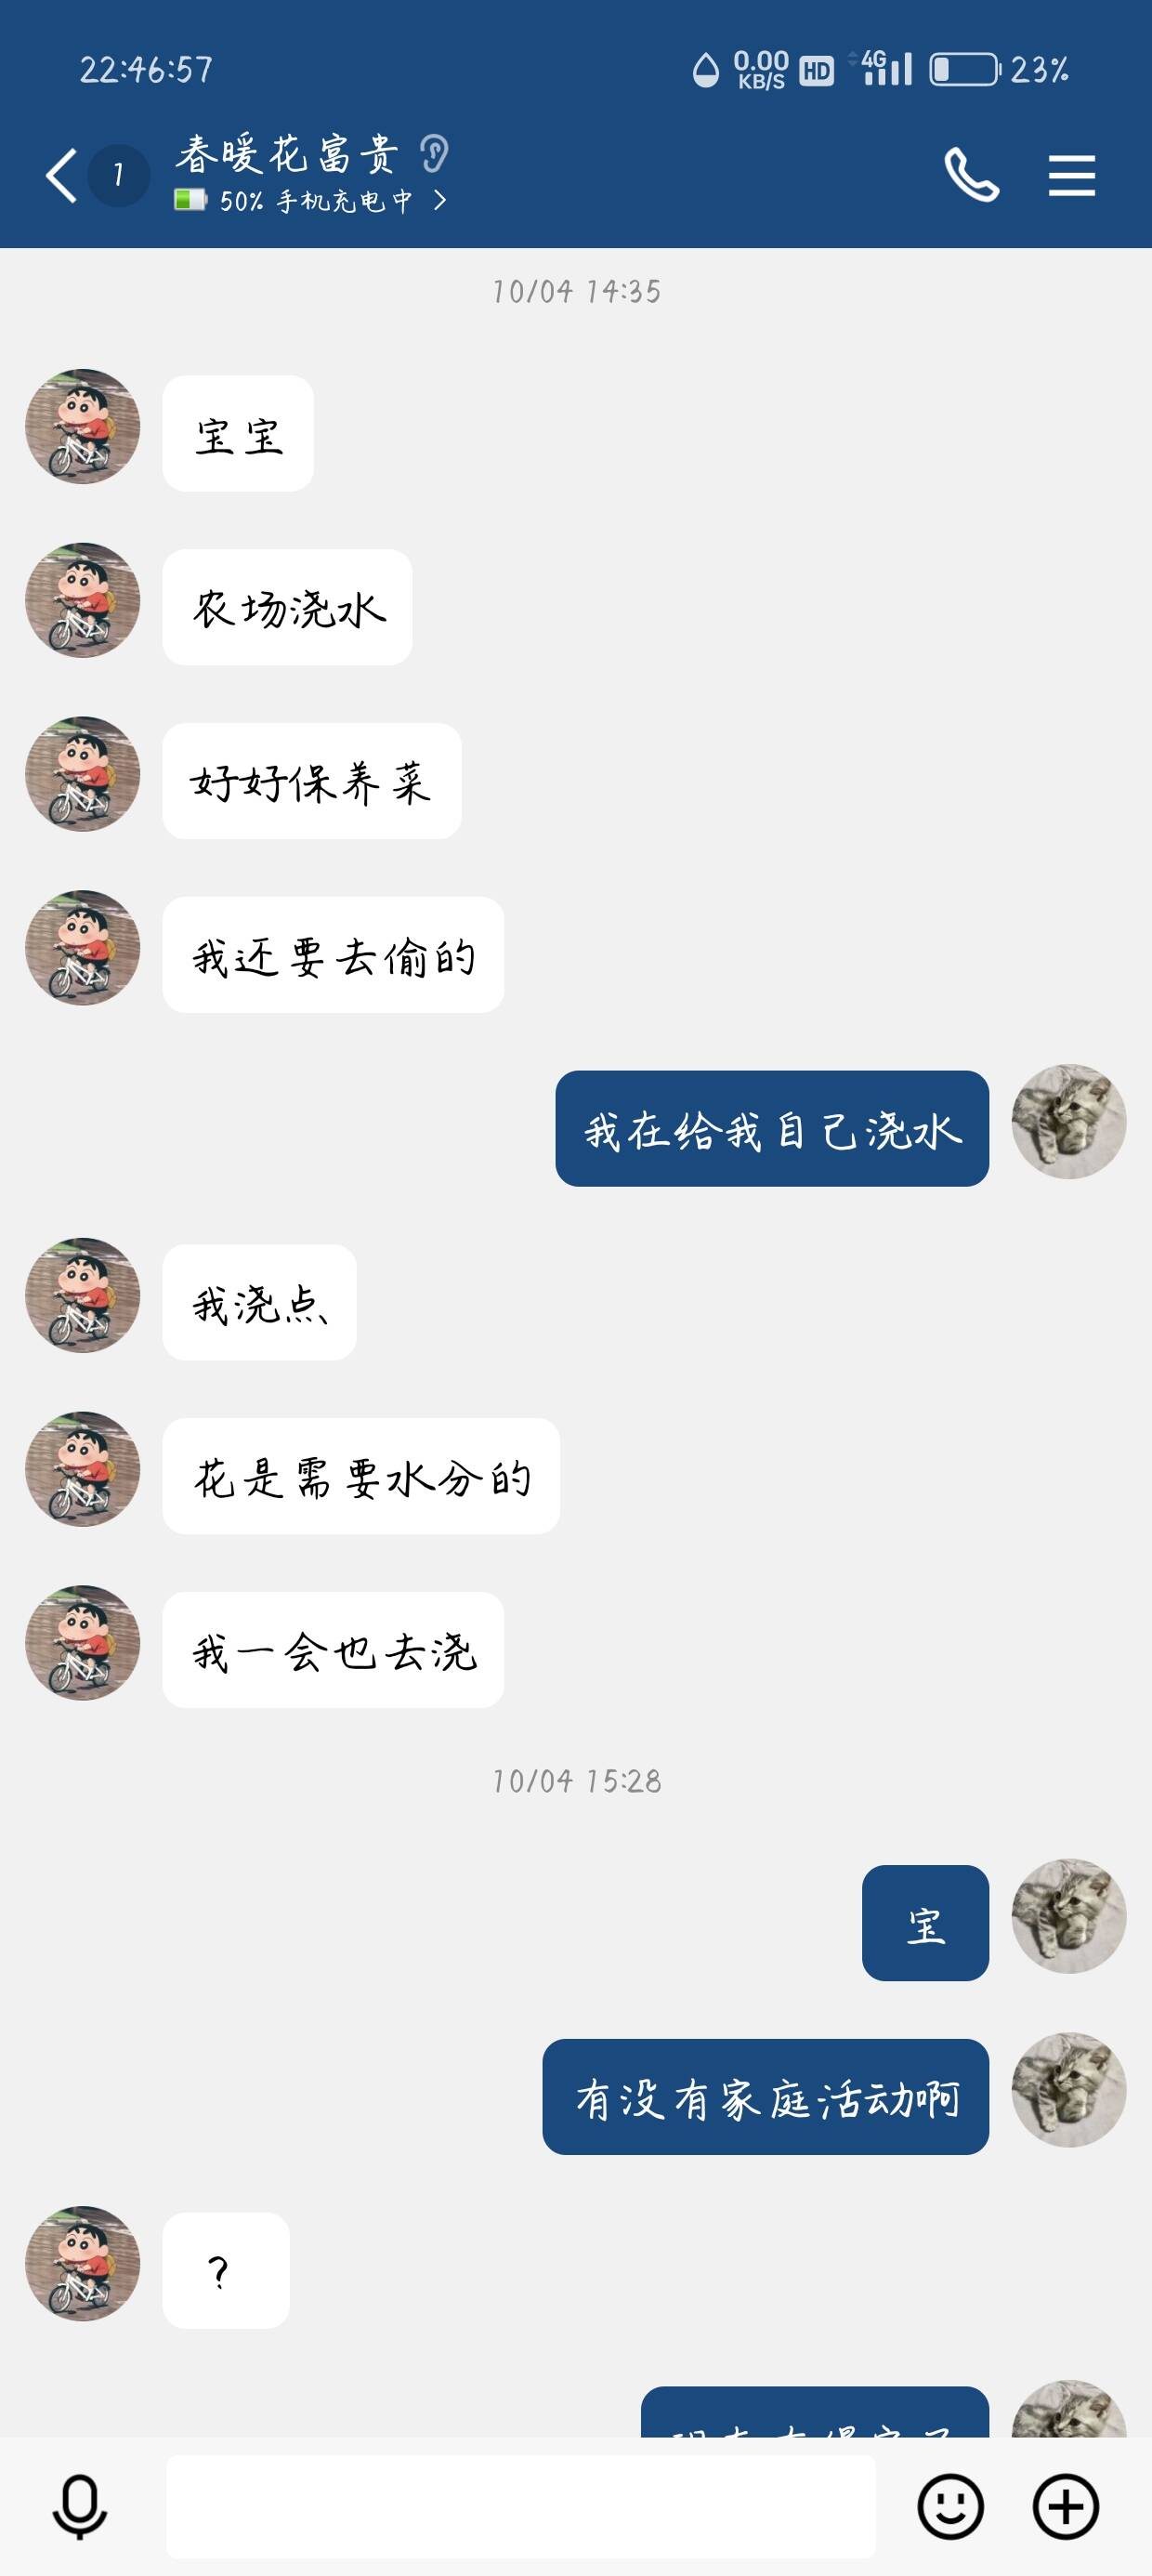 22:46:57
0.00 KB/S HD 4G 23%
1
春暖花富贵
50% 手机充电中
10/04 14:35
宝宝
农场浇水
好好保养菜
我还要去偷的
我在给我自己浇水
我浇点
花是需要水分的
我一会也去浇
10/04 15:28
宝
有没有家庭活动啊
?